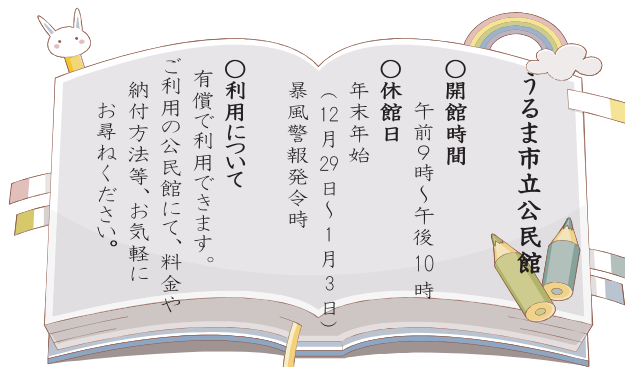 うるま市立公民館
〇開館時間
午前9時～午後10時
〇休館日
年末年始
（12月29日～1月3日）
暴風警報発令時
〇利用について
有償で利用できます。
ご利用の公民館にて、料金や
納付方法等、お気軽に
お尋ねください。